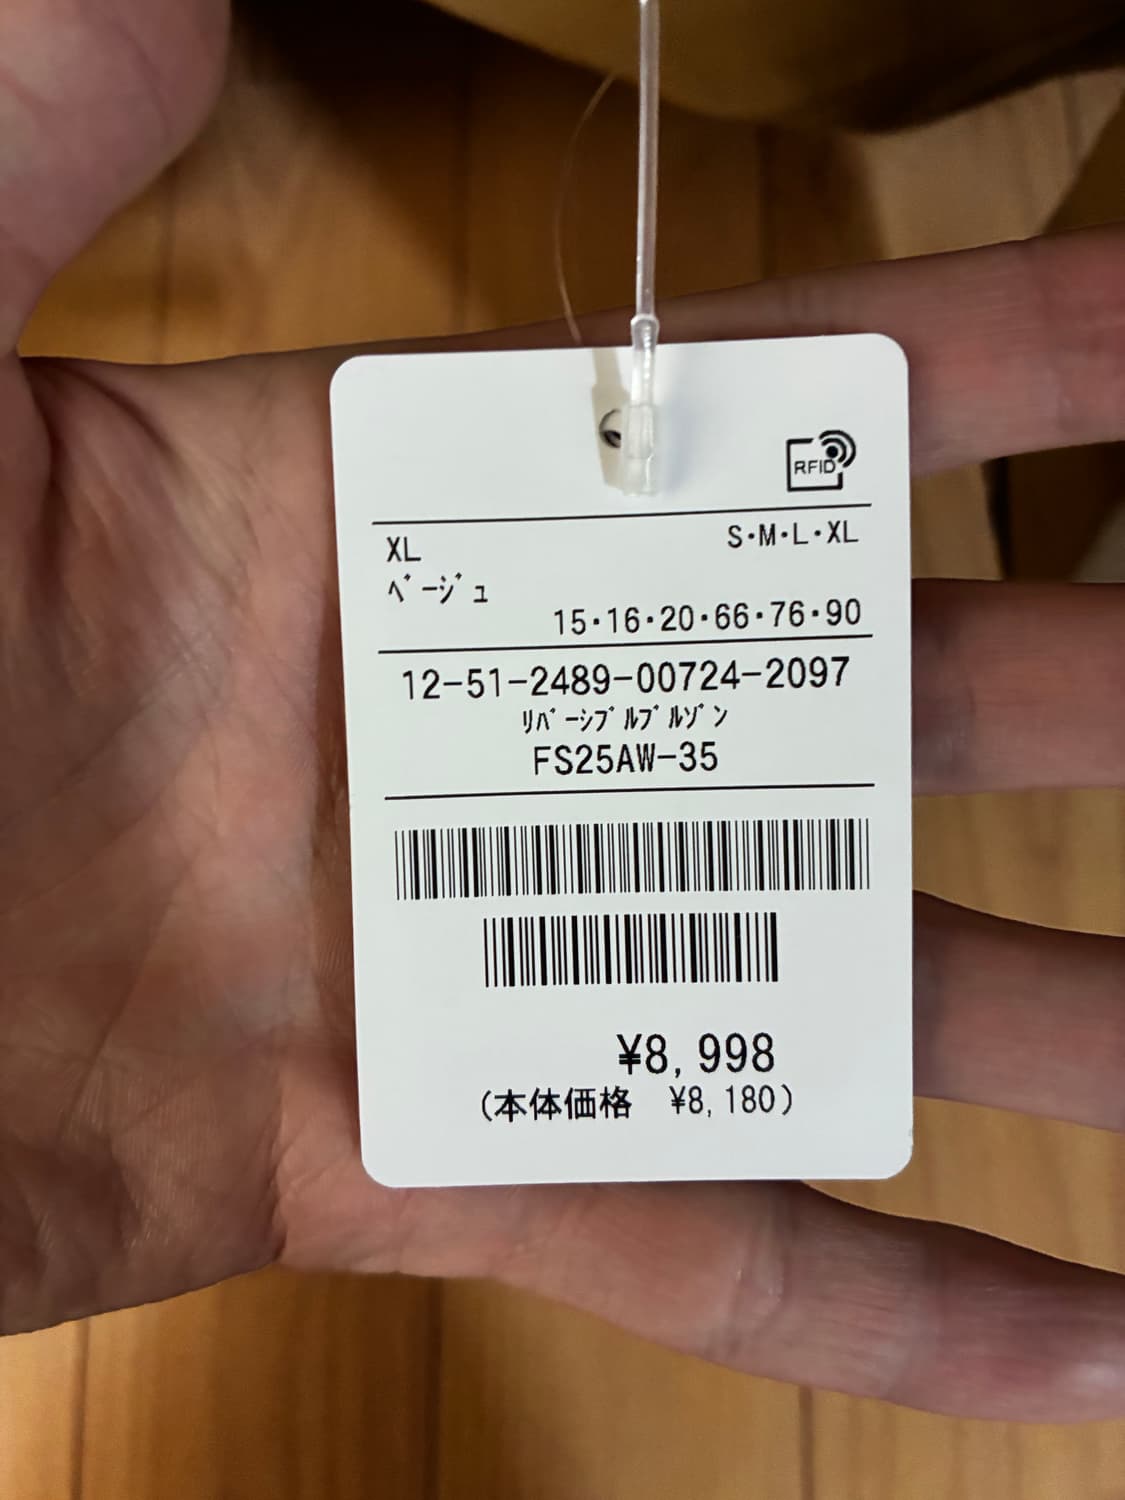 RFID
XL S・M・L・XL
ﾍﾞｰｼﾞｭ
15・16・20・66・76・90
12-51-2489-00724-2097
ﾘﾊﾞｰｼﾌﾞﾙﾌﾞﾙｿﾞﾝ
FS25AW-35
¥8,998
(本体価格 ¥8,180)